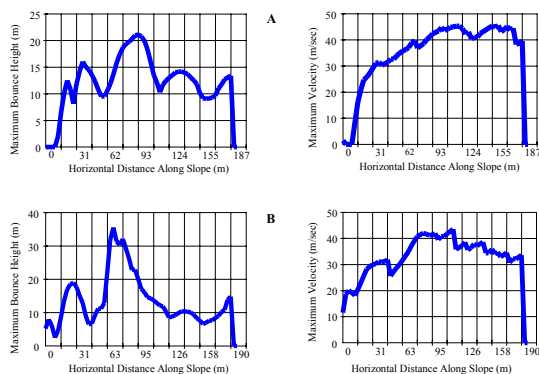 A
Maximum Bounce Height (m)
25
20
15
10
5
0
0 31 62 93 124 155 187
Horizontal Distance Along Slope (m)
Maximum Velocity (m/sec)
50
40
30
20
10
0
0 31 62 93 124 155 187
Horizontal Distance Along Slope (m)
B
Maximum Bounce Height (m)
40
30
20
10
0
0 31 63 95 126 158 190
Horizontal Distance Along Slope (m)
Maximum Velocity (m/sec)
50
40
30
20
10
0
0 31 63 95 126 158 190
Horizontal Distance Along Slope (m)